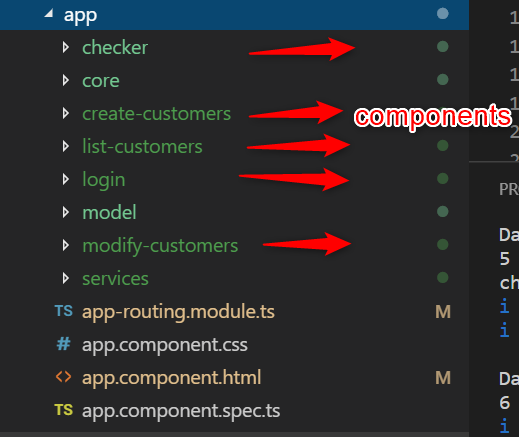 app
checker
core
create-customers
components
list-customers
login
model
modify-customers
services
TS app-routing.module.ts M
# app.component.css
<> app.component.html M
TS app.component.spec.ts
1
1
1
1
2
2
PRO
Da
5
ch
i
i
Da
6
i